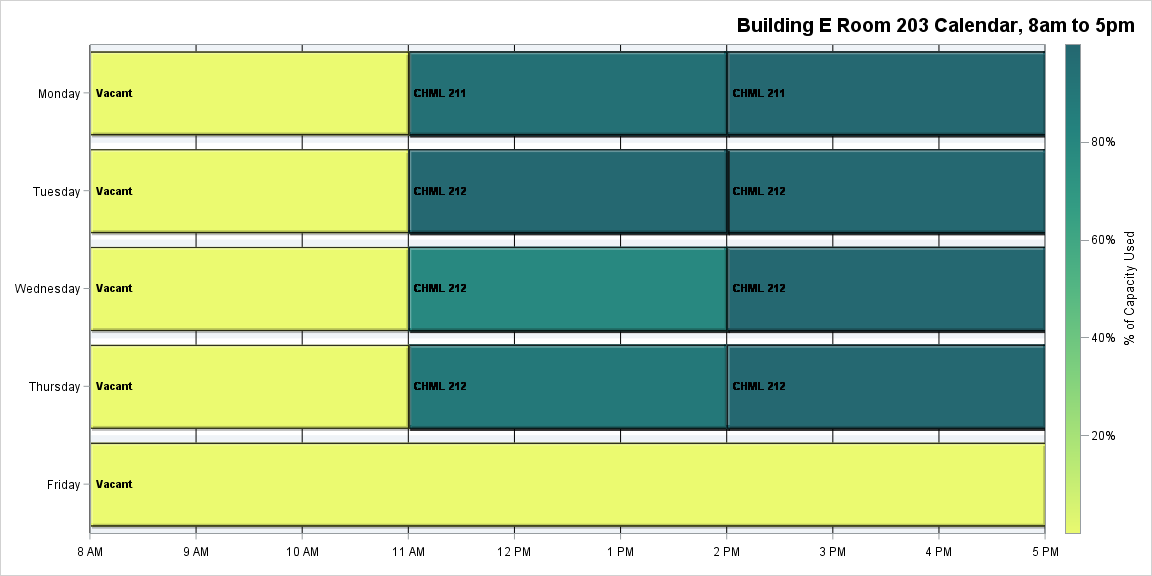 Building E Room 203 Calendar, 8am to 5pm
Monday
Vacant
CHML 211
CHML 211
Tuesday
Vacant
CHML 212
CHML 212
Wednesday
Vacant
CHML 212
CHML 212
Thursday
Vacant
CHML 212
CHML 212
Friday
Vacant
8 AM
9 AM
10 AM
11 AM
12 PM
1 PM
2 PM
3 PM
4 PM
5 PM
80%
60%
40%
20%
% of Capacity Used